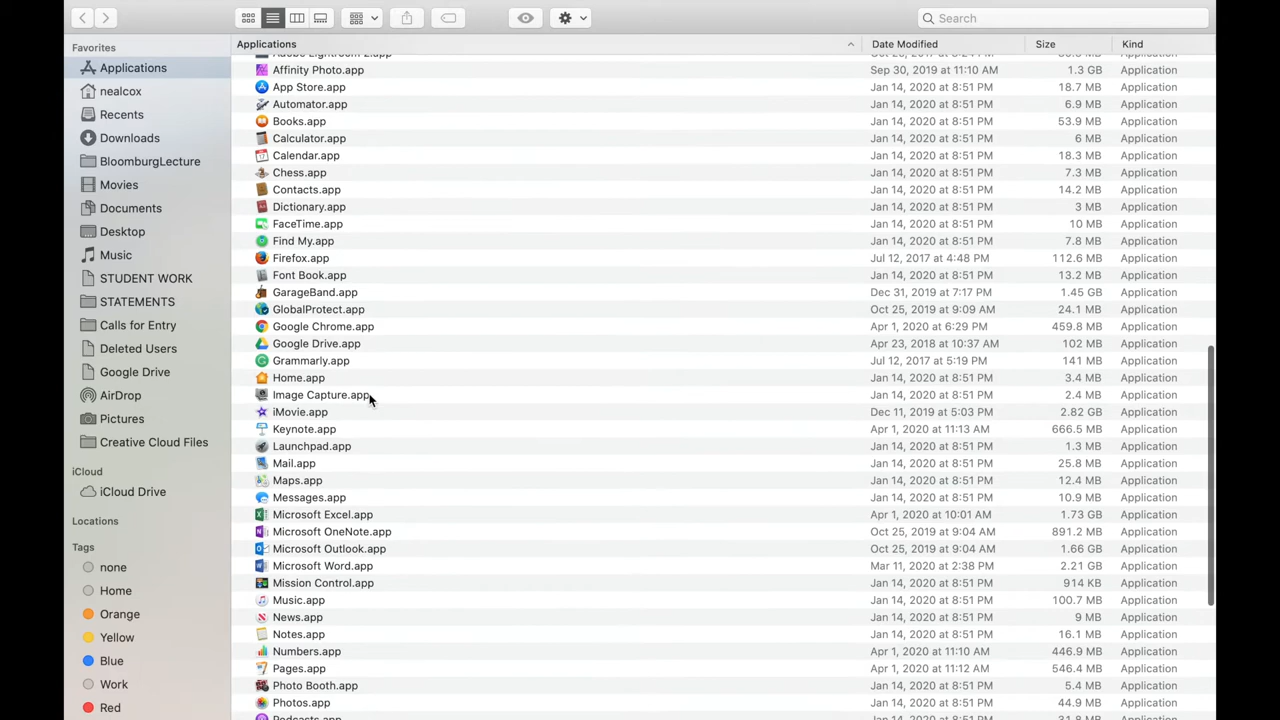 Search
Favorites
Applications
nealcox
Recents
Downloads
BloomburgLecture
Movies
Documents
Desktop
Music
STUDENT WORK
STATEMENTS
Calls for Entry
Deleted Users
Google Drive
AirDrop
Pictures
Creative Cloud Files
iCloud
iCloud Drive
Locations
Tags
none
Home
Orange
Yellow
Blue
Work
Red
Applications Date Modified Size Kind
Affinity Photo.app Sep 30, 2019 at 11:10 AM 1.3 GB Application
App Store.app Jan 14, 2020 at 8:51 PM 18.7 MB Application
Automator.app Jan 14, 2020 at 8:51 PM 6.9 MB Application
Books.app Jan 14, 2020 at 8:51 PM 53.9 MB Application
Calculator.app Jan 14, 2020 at 8:51 PM 6 MB Application
Calendar.app Jan 14, 2020 at 8:51 PM 18.3 MB Application
Chess.app Jan 14, 2020 at 8:51 PM 7.3 MB Application
Contacts.app Jan 14, 2020 at 8:51 PM 14.2 MB Application
Dictionary.app Jan 14, 2020 at 8:51 PM 3 MB Application
FaceTime.app Jan 14, 2020 at 8:51 PM 10 MB Application
Find My.app Jan 14, 2020 at 8:51 PM 7.8 MB Application
Firefox.app Jul 12, 2017 at 4:48 PM 112.6 MB Application
Font Book.app Jan 14, 2020 at 8:51 PM 13.2 MB Application
GarageBand.app Dec 31, 2019 at 7:17 PM 1.45 GB Application
GlobalProtect.app Oct 25, 2019 at 9:09 AM 24.1 MB Application
Google Chrome.app Apr 1, 2020 at 6:29 PM 459.8 MB Application
Google Drive.app Apr 23, 2018 at 10:37 AM 102 MB Application
Grammarly.app Jul 12, 2017 at 5:19 PM 141 MB Application
Home.app Jan 14, 2020 at 8:51 PM 3.4 MB Application
Image Capture.app Jan 14, 2020 at 8:51 PM 2.4 MB Application
iMovie.app Dec 11, 2019 at 5:03 PM 2.82 GB Application
Keynote.app Apr 1, 2020 at 11:13 AM 666.5 MB Application
Launchpad.app Jan 14, 2020 at 8:51 PM 1.3 MB Application
Mail.app Jan 14, 2020 at 8:51 PM 25.8 MB Application
Maps.app Jan 14, 2020 at 8:51 PM 12.4 MB Application
Messages.app Jan 14, 2020 at 8:51 PM 10.9 MB Application
Microsoft Excel.app Apr 1, 2020 at 10:01 AM 1.73 GB Application
Microsoft OneNote.app Oct 25, 2019 at 9:04 AM 891.2 MB Application
Microsoft Outlook.app Oct 25, 2019 at 9:04 AM 1.66 GB Application
Microsoft Word.app Mar 11, 2020 at 2:38 PM 2.21 GB Application
Mission Control.app Jan 14, 2020 at 8:51 PM 914 KB Application
Music.app Jan 14, 2020 at 8:51 PM 100.7 MB Application
News.app Jan 14, 2020 at 8:51 PM 9 MB Application
Notes.app Jan 14, 2020 at 8:51 PM 16.1 MB Application
Numbers.app Apr 1, 2020 at 11:10 AM 446.9 MB Application
Pages.app Apr 1, 2020 at 11:12 AM 546.4 MB Application
Photo Booth.app Jan 14, 2020 at 8:51 PM 5.4 MB Application
Photos.app Jan 14, 2020 at 8:51 PM 44.9 MB Application